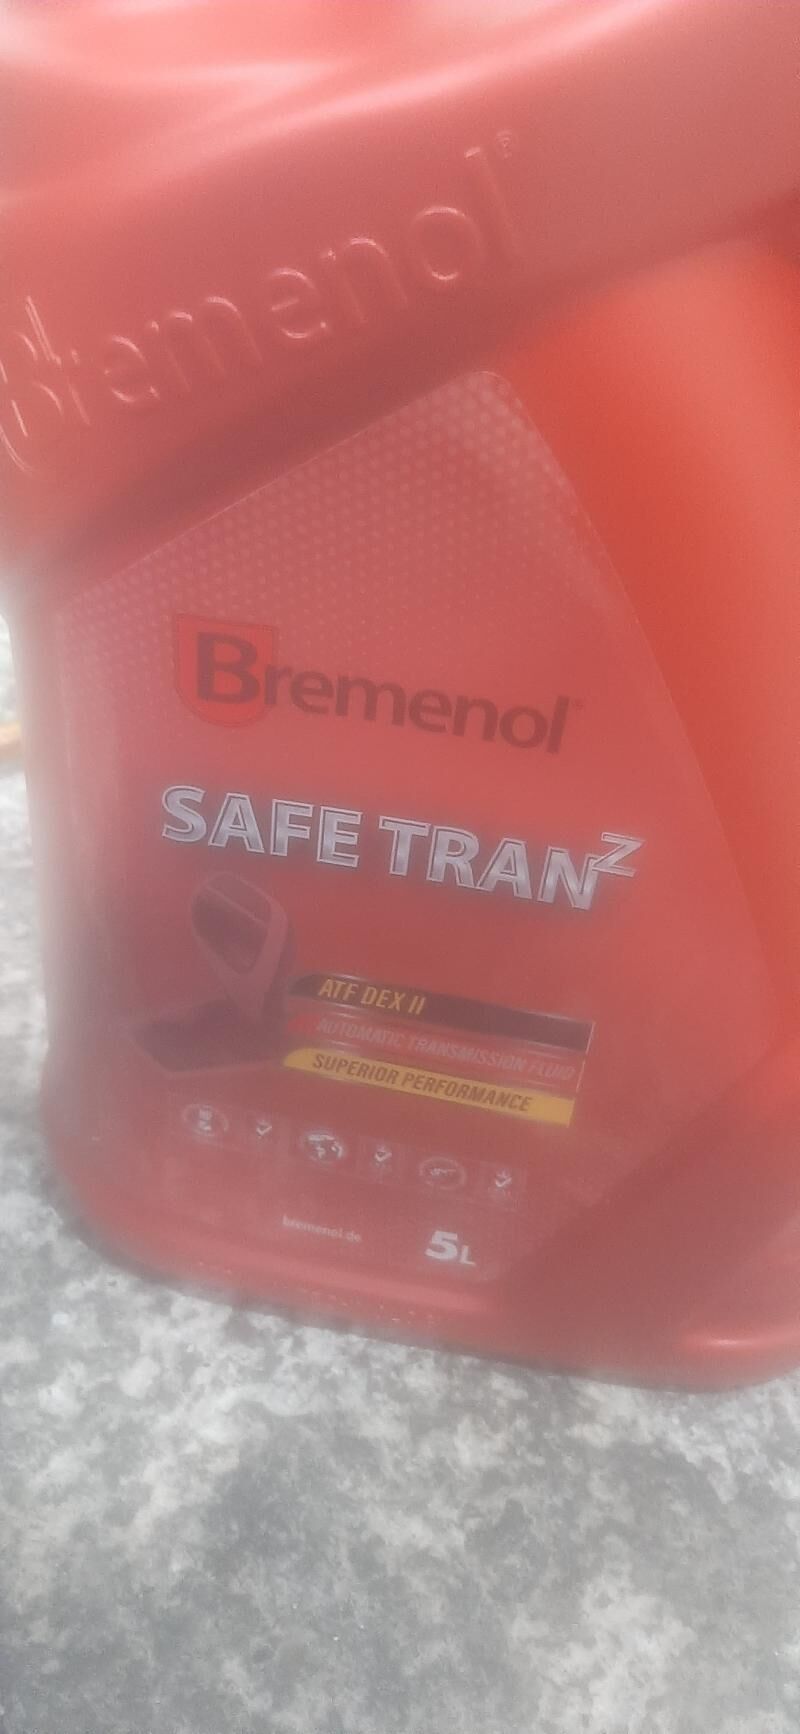 Bremenol®
Bremenol®
SAFE TRANZ
ATF DEX II
AUTOMATIC TRANSMISSION FLUID
SUPERIOR PERFORMANCE
bremenol.de
5L